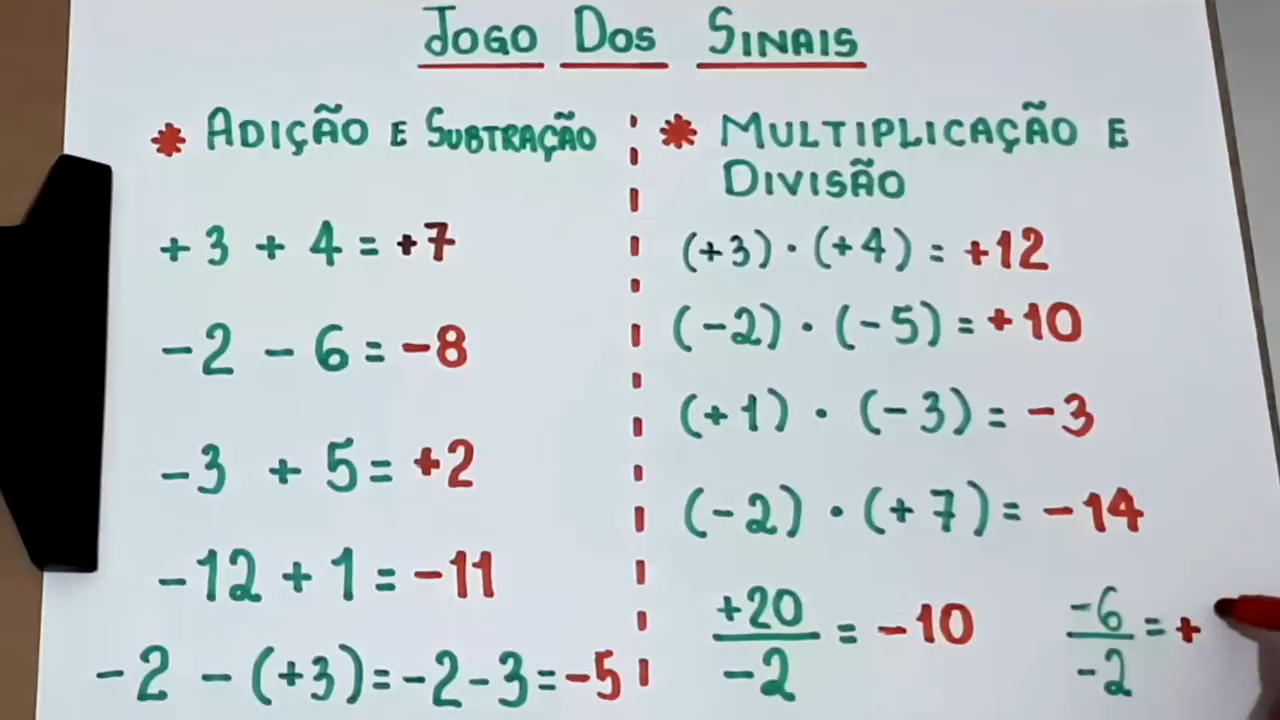 JOGO DOS SINAIS
* ADIÇÃO E SUBTRAÇÃO
+3 + 4 = +7
-2 - 6 = -8
-3 + 5 = +2
-12 + 1 = -11
-2 - (+3) = -2-3 = -5
* MULTIPLICAÇÃO E
DIVISÃO
(+3) · (+4) = +12
(-2) · (-5) = +10
(+1) · (-3) = -3
(-2) · (+7) = -14
+20/-2 = -10
-6/-2 = +